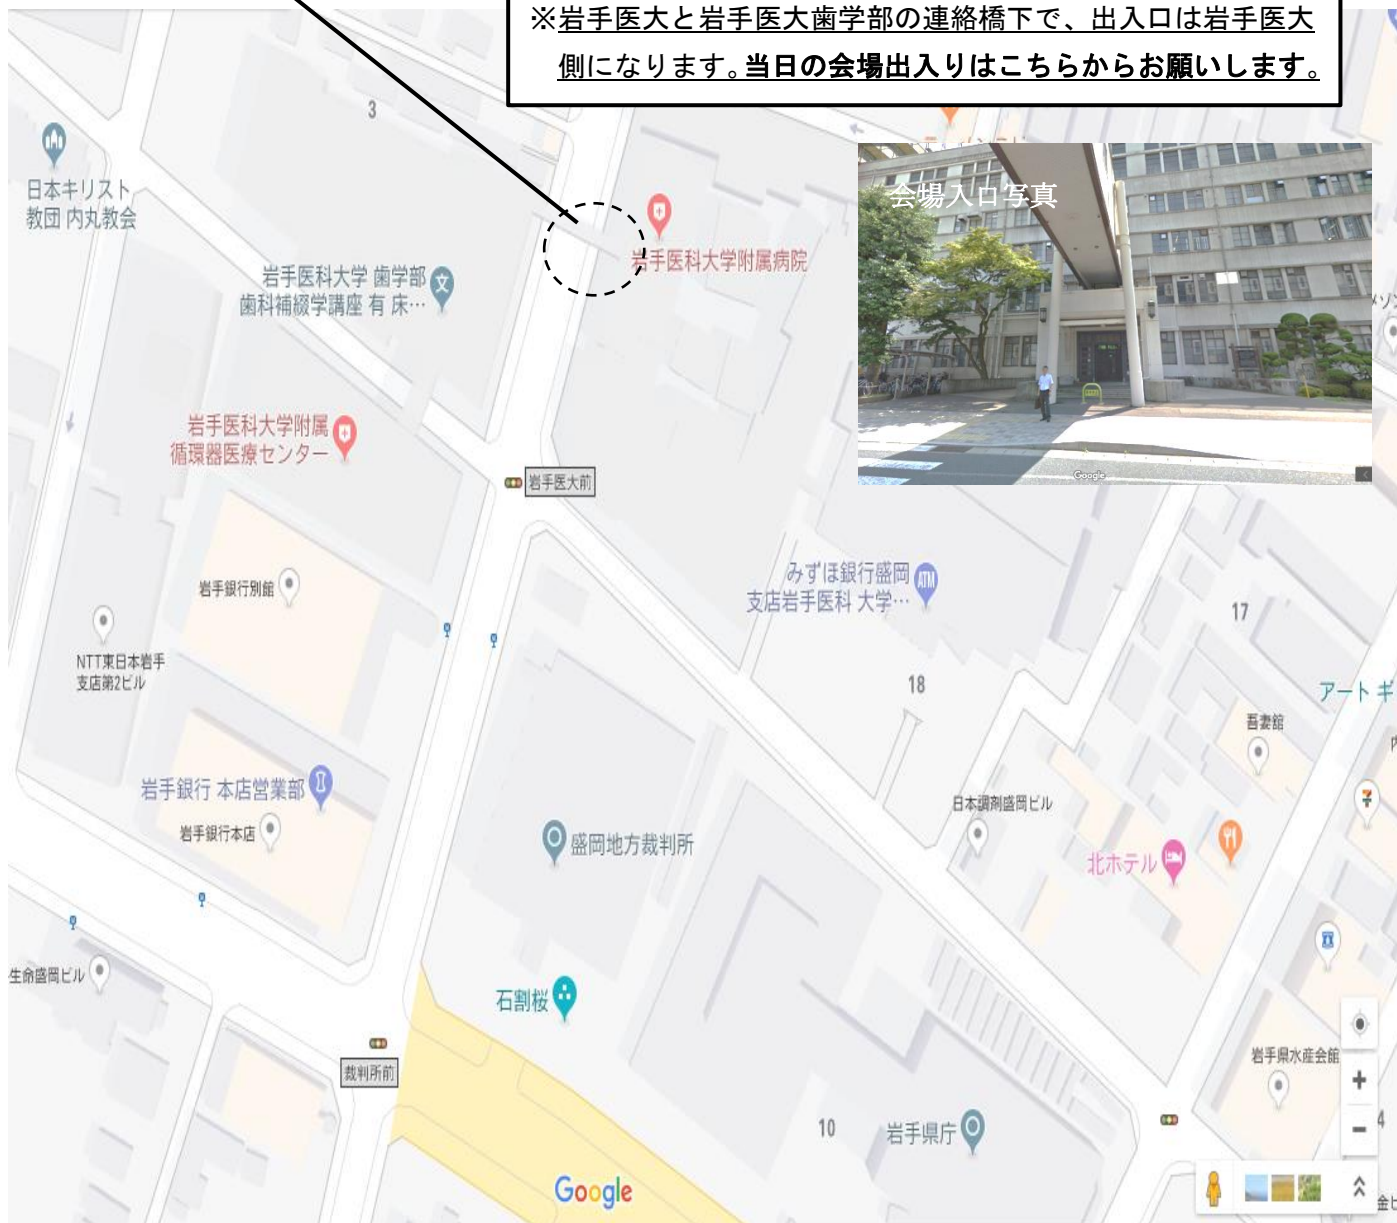 ※岩手医大と岩手医大歯学部の連絡橋下で、出入口は岩手医大
側になります。当日の会場出入りはこちらからお願いします。
3
日本キリスト
教団 内丸教会
会場入口写真
岩手医科大学附属病院
岩手医科大学 歯学部
歯科補綴学講座 有 床…
岩手医科大学附属
循環器医療センター
岩手医大前
Google
岩手銀行別館
みずほ銀行盛岡
支店岩手医科 大学…
ATM
17
NTT東日本岩手
支店第2ビル
18
アート ギ
吾妻館
岩手銀行 本店営業部
岩手銀行本店
日本調剤盛岡ビル
盛岡地方裁判所
北ホテル
生命盛岡ビル
石割桜
裁判所前
岩手県水産会館
10
岩手県庁
4
Google